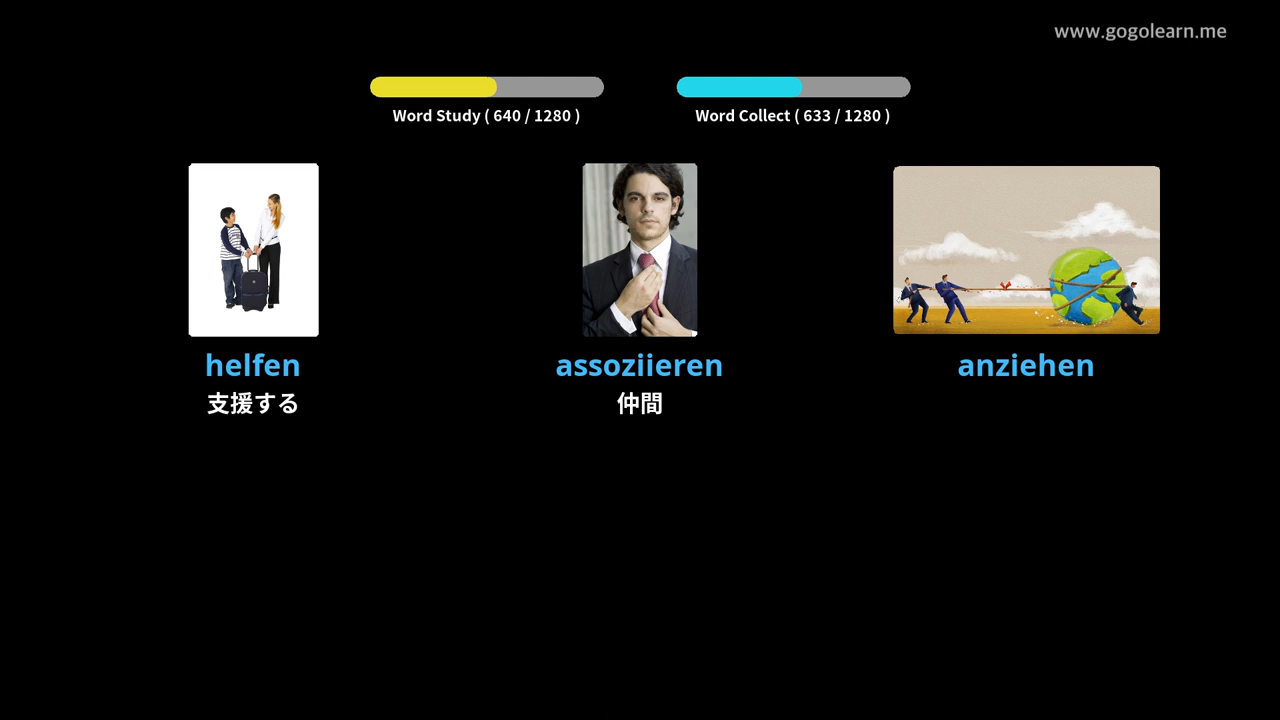 www.gogolearn.me
Word Study ( 640 / 1280 )
Word Collect ( 633 / 1280 )
helfen
支援する
assoziieren
仲間
anziehen